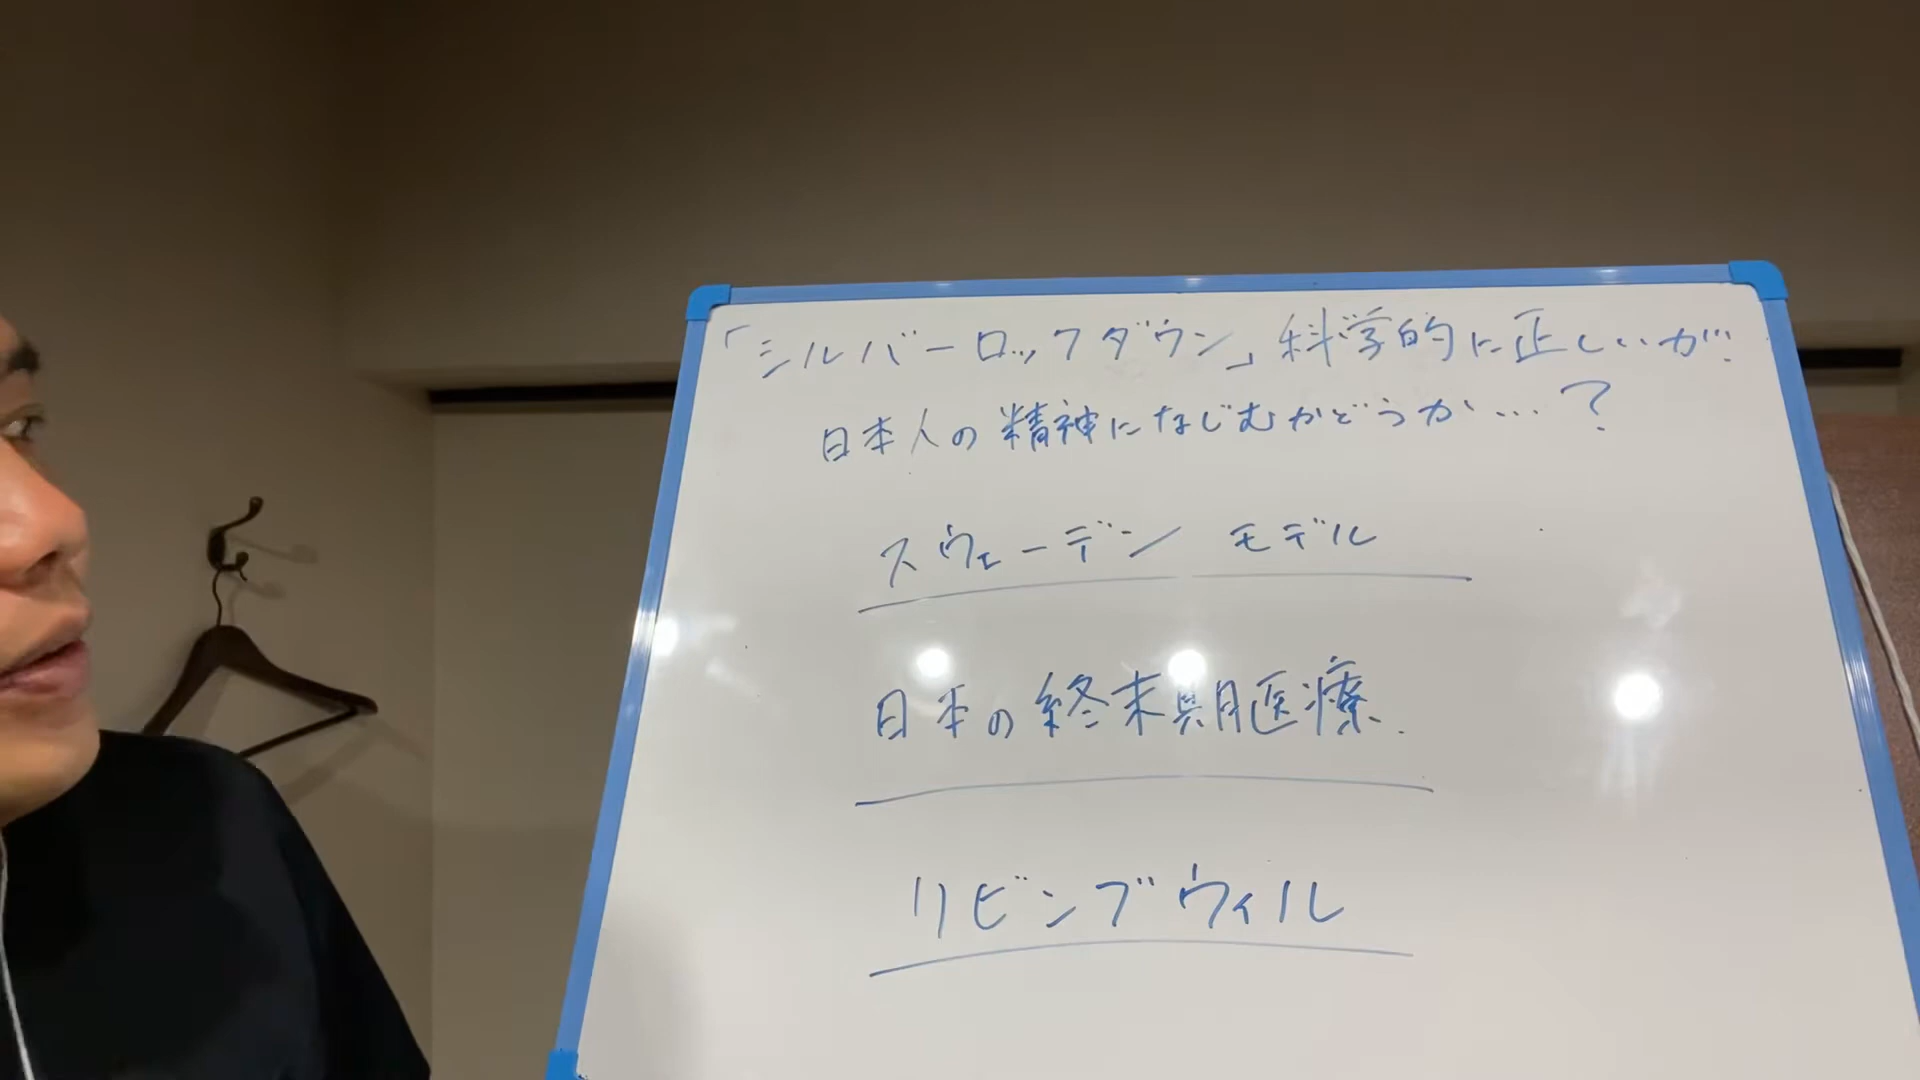 「シルバーロックダウン」科学的に正しいが
日本人の精神になじむかどうか…?
スウェーデン モデル
日本の終末期医療.
リビングウィル